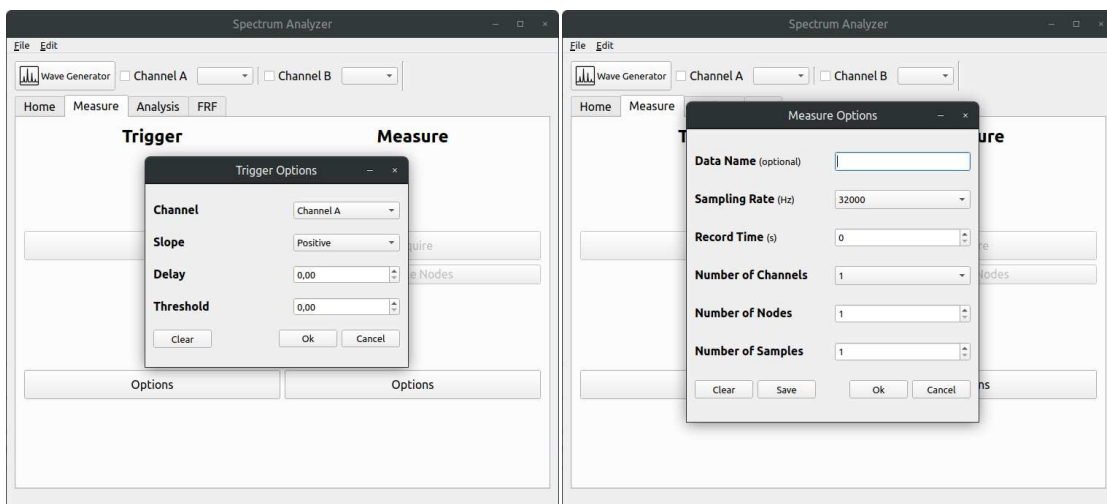 Spectrum Analyzer
File Edit
Wave Generator Channel A Channel B
Home Measure Analysis FRF
Trigger Measure
Trigger Options
Channel Channel A
Slope Positive
Delay 0,00
Threshold 0,00
Clear Ok Cancel
quire
e Nodes
Options Options
Spectrum Analyzer
File Edit
Wave Generator Channel A Channel B
Home Measure
T ure
Measure Options
Data Name (optional)
Sampling Rate (Hz) 32000
Record Time (s) 0
Number of Channels 1
Number of Nodes 1
Number of Samples 1
Clear Save Ok Cancel
re
Nodes
ns